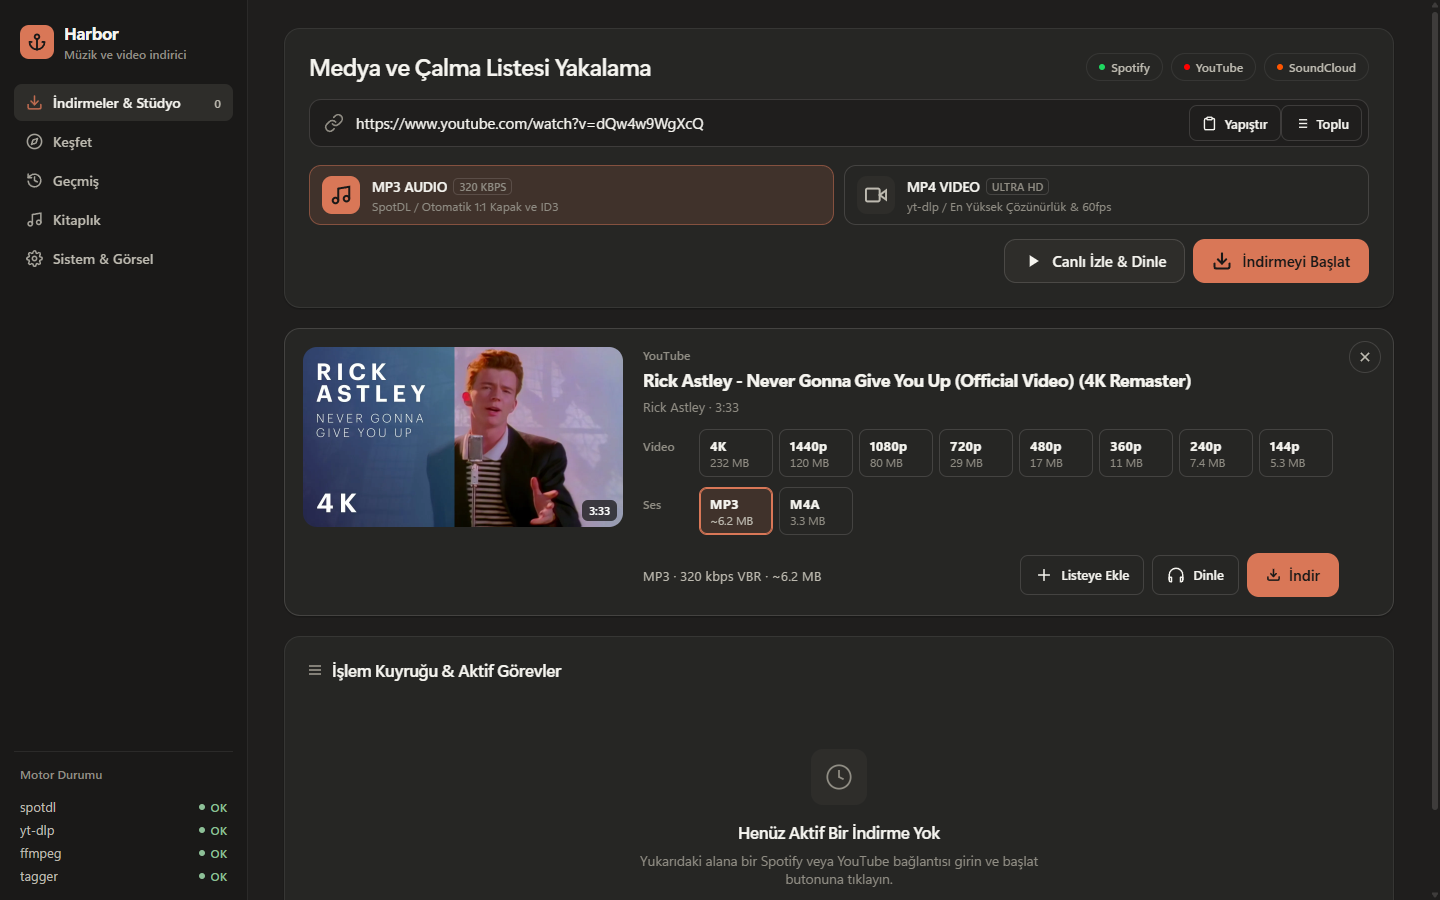 Harbor
Müzik ve video indirici
İndirmeler & Stüdyo 0
Keşfet
Geçmiş
Kitaplık
Sistem & Görsel
Motor Durumu
spotdl OK
yt-dlp OK
ffmpeg OK
tagger OK
Medya ve Çalma Listesi Yakalama
Spotify YouTube SoundCloud
https://www.youtube.com/watch?v=dQw4w9WgXcQ
Yapıştır Toplu
MP3 AUDIO 320 KBPS
SpotDL / Otomatik 1:1 Kapak ve ID3
MP4 VIDEO ULTRA HD
yt-dlp / En Yüksek Çözünürlük & 60fps
Canlı İzle & Dinle İndirmeyi Başlat
RICK
ASTLEY
NEVER GONNA
GIVE YOU UP
4K
3:33
YouTube
Rick Astley - Never Gonna Give You Up (Official Video) (4K Remaster)
Rick Astley · 3:33
Video 4K 1440p 1080p 720p 480p 360p 240p 144p
232 MB 120 MB 80 MB 29 MB 17 MB 11 MB 7.4 MB 5.3 MB
Ses MP3 M4A
~6.2 MB 3.3 MB
MP3 · 320 kbps VBR · ~6.2 MB
Listeye Ekle Dinle İndir
İşlem Kuyruğu & Aktif Görevler
Henüz Aktif Bir İndirme Yok
Yukarıdaki alana bir Spotify veya YouTube bağlantısı girin ve başlat
butonuna tıklayın.